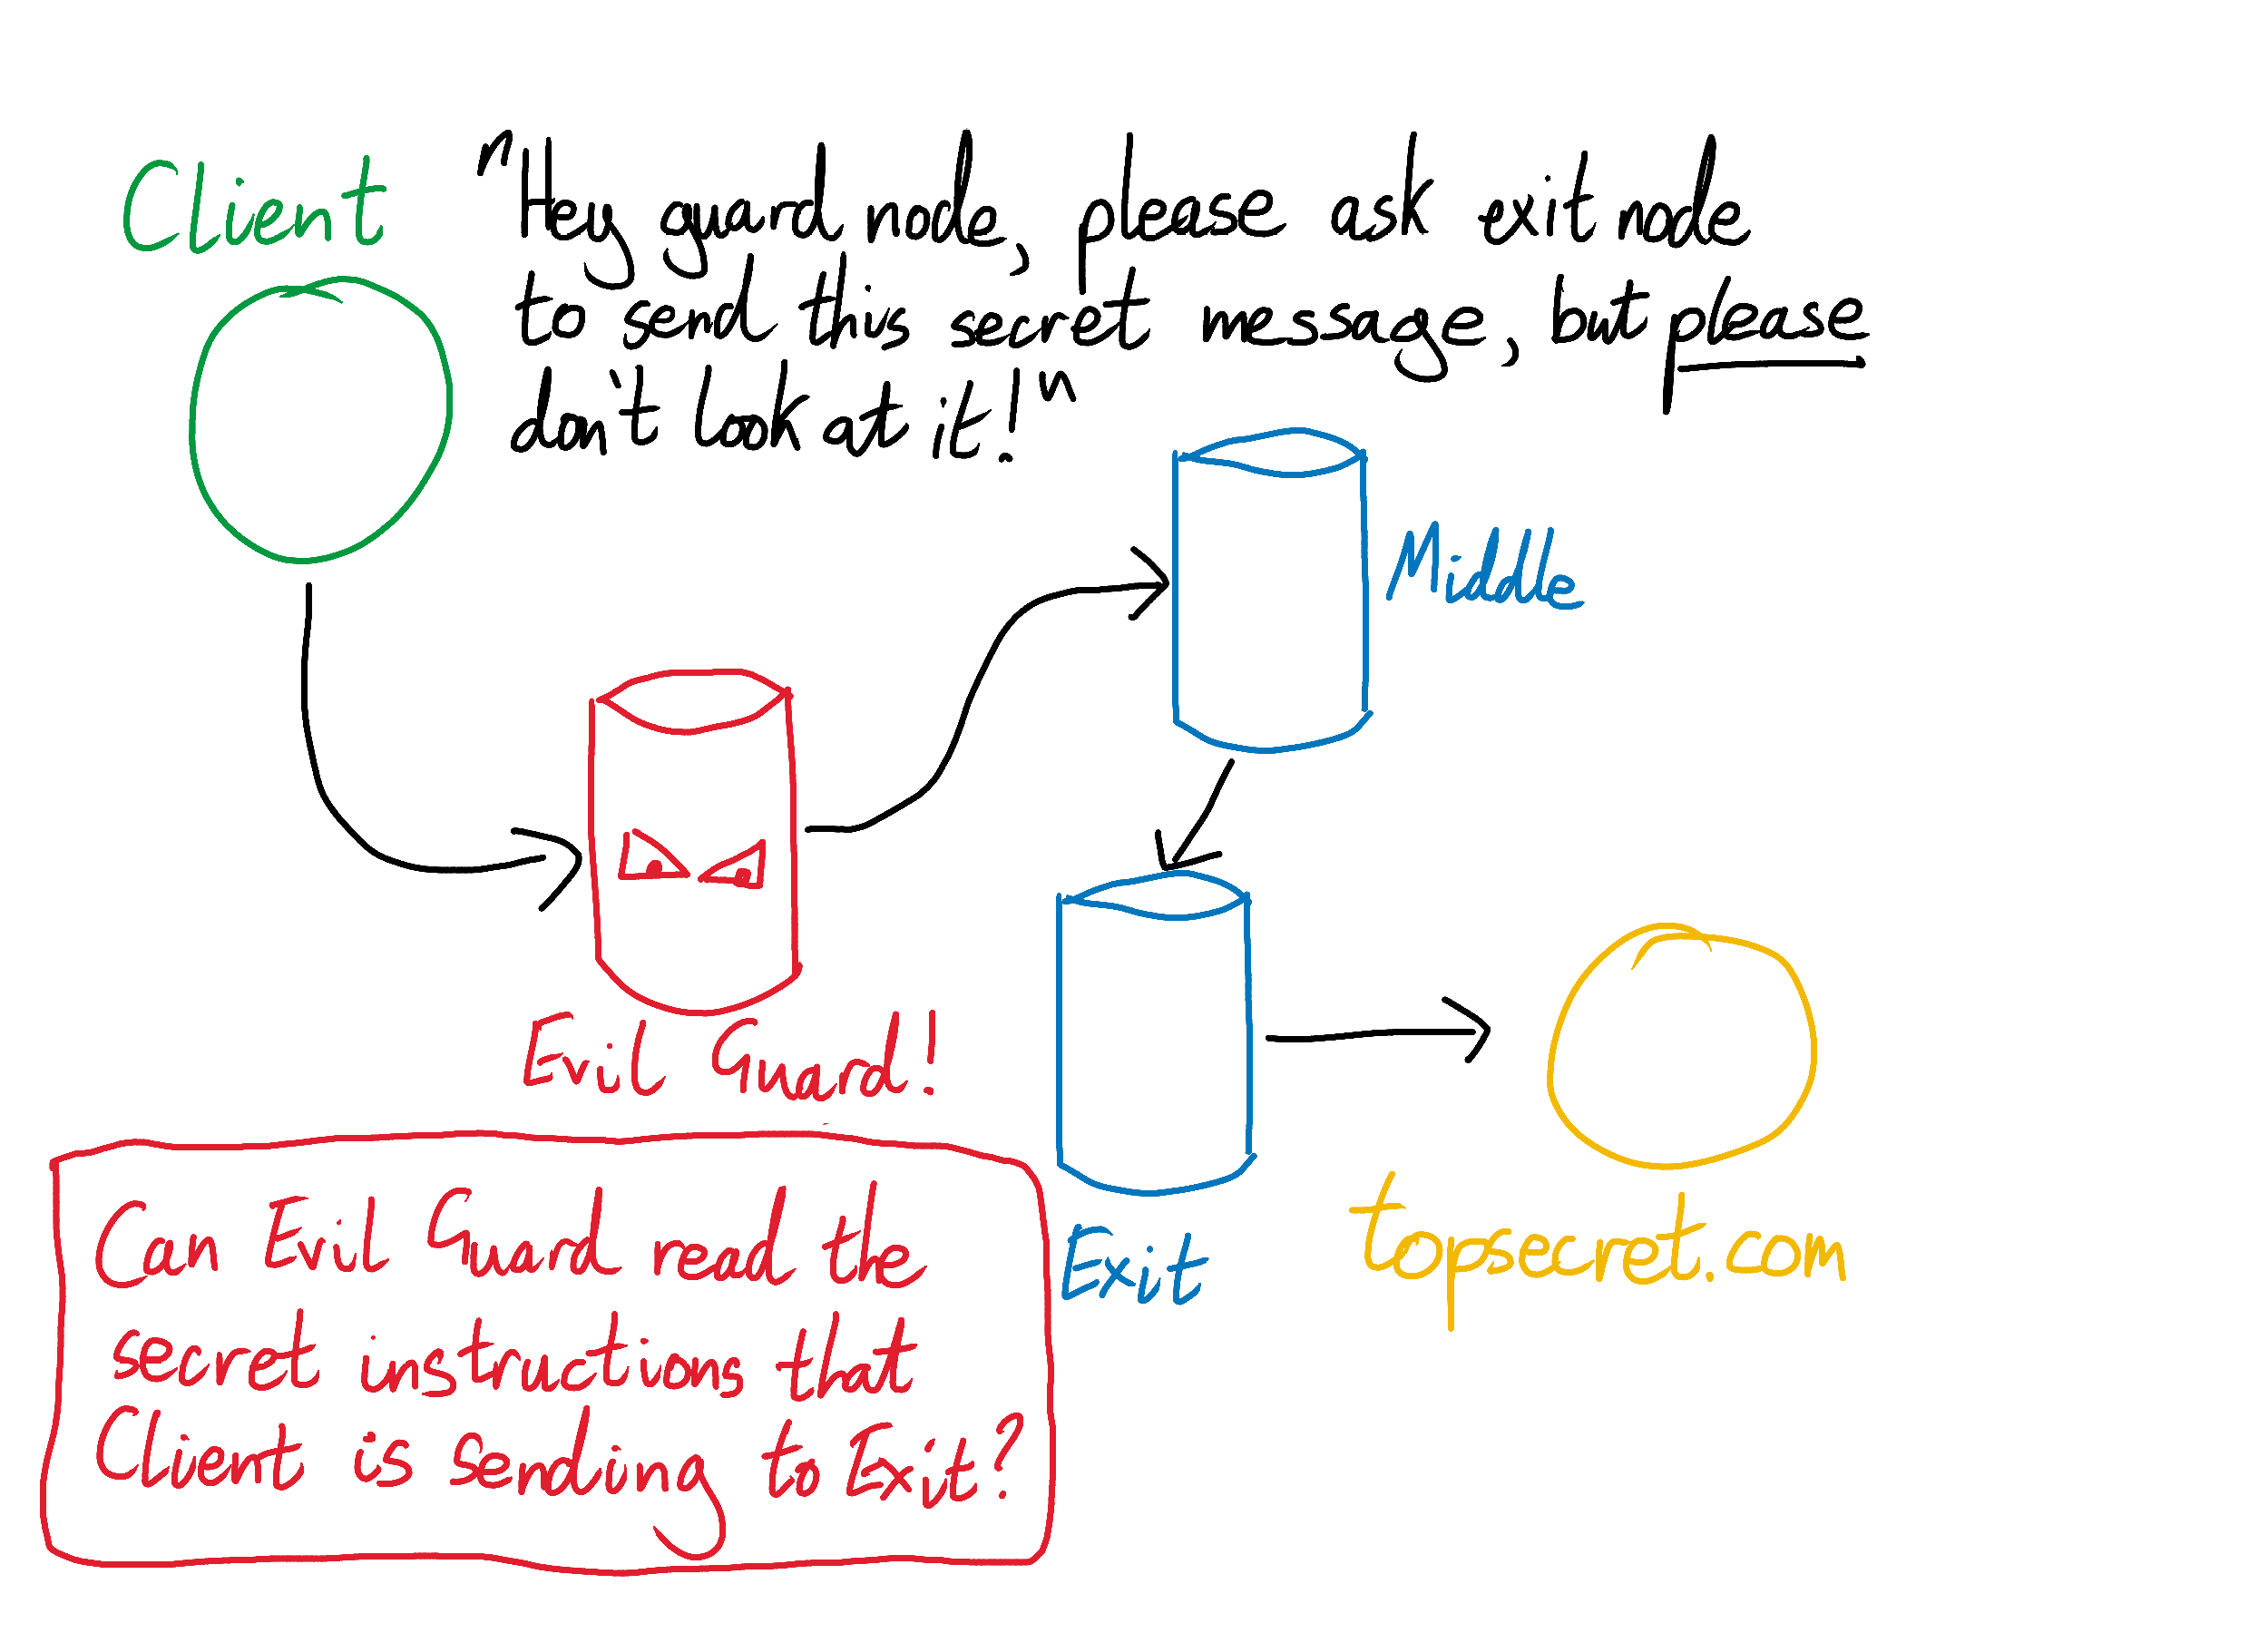 Client
"Hey guard node, please ask exit node
to send this secret message, but please
don't look at it!"
Middle
Evil Guard!
Exit
topsecret.com
Can Evil Guard read the
secret instructions that
Client is sending to Exit?